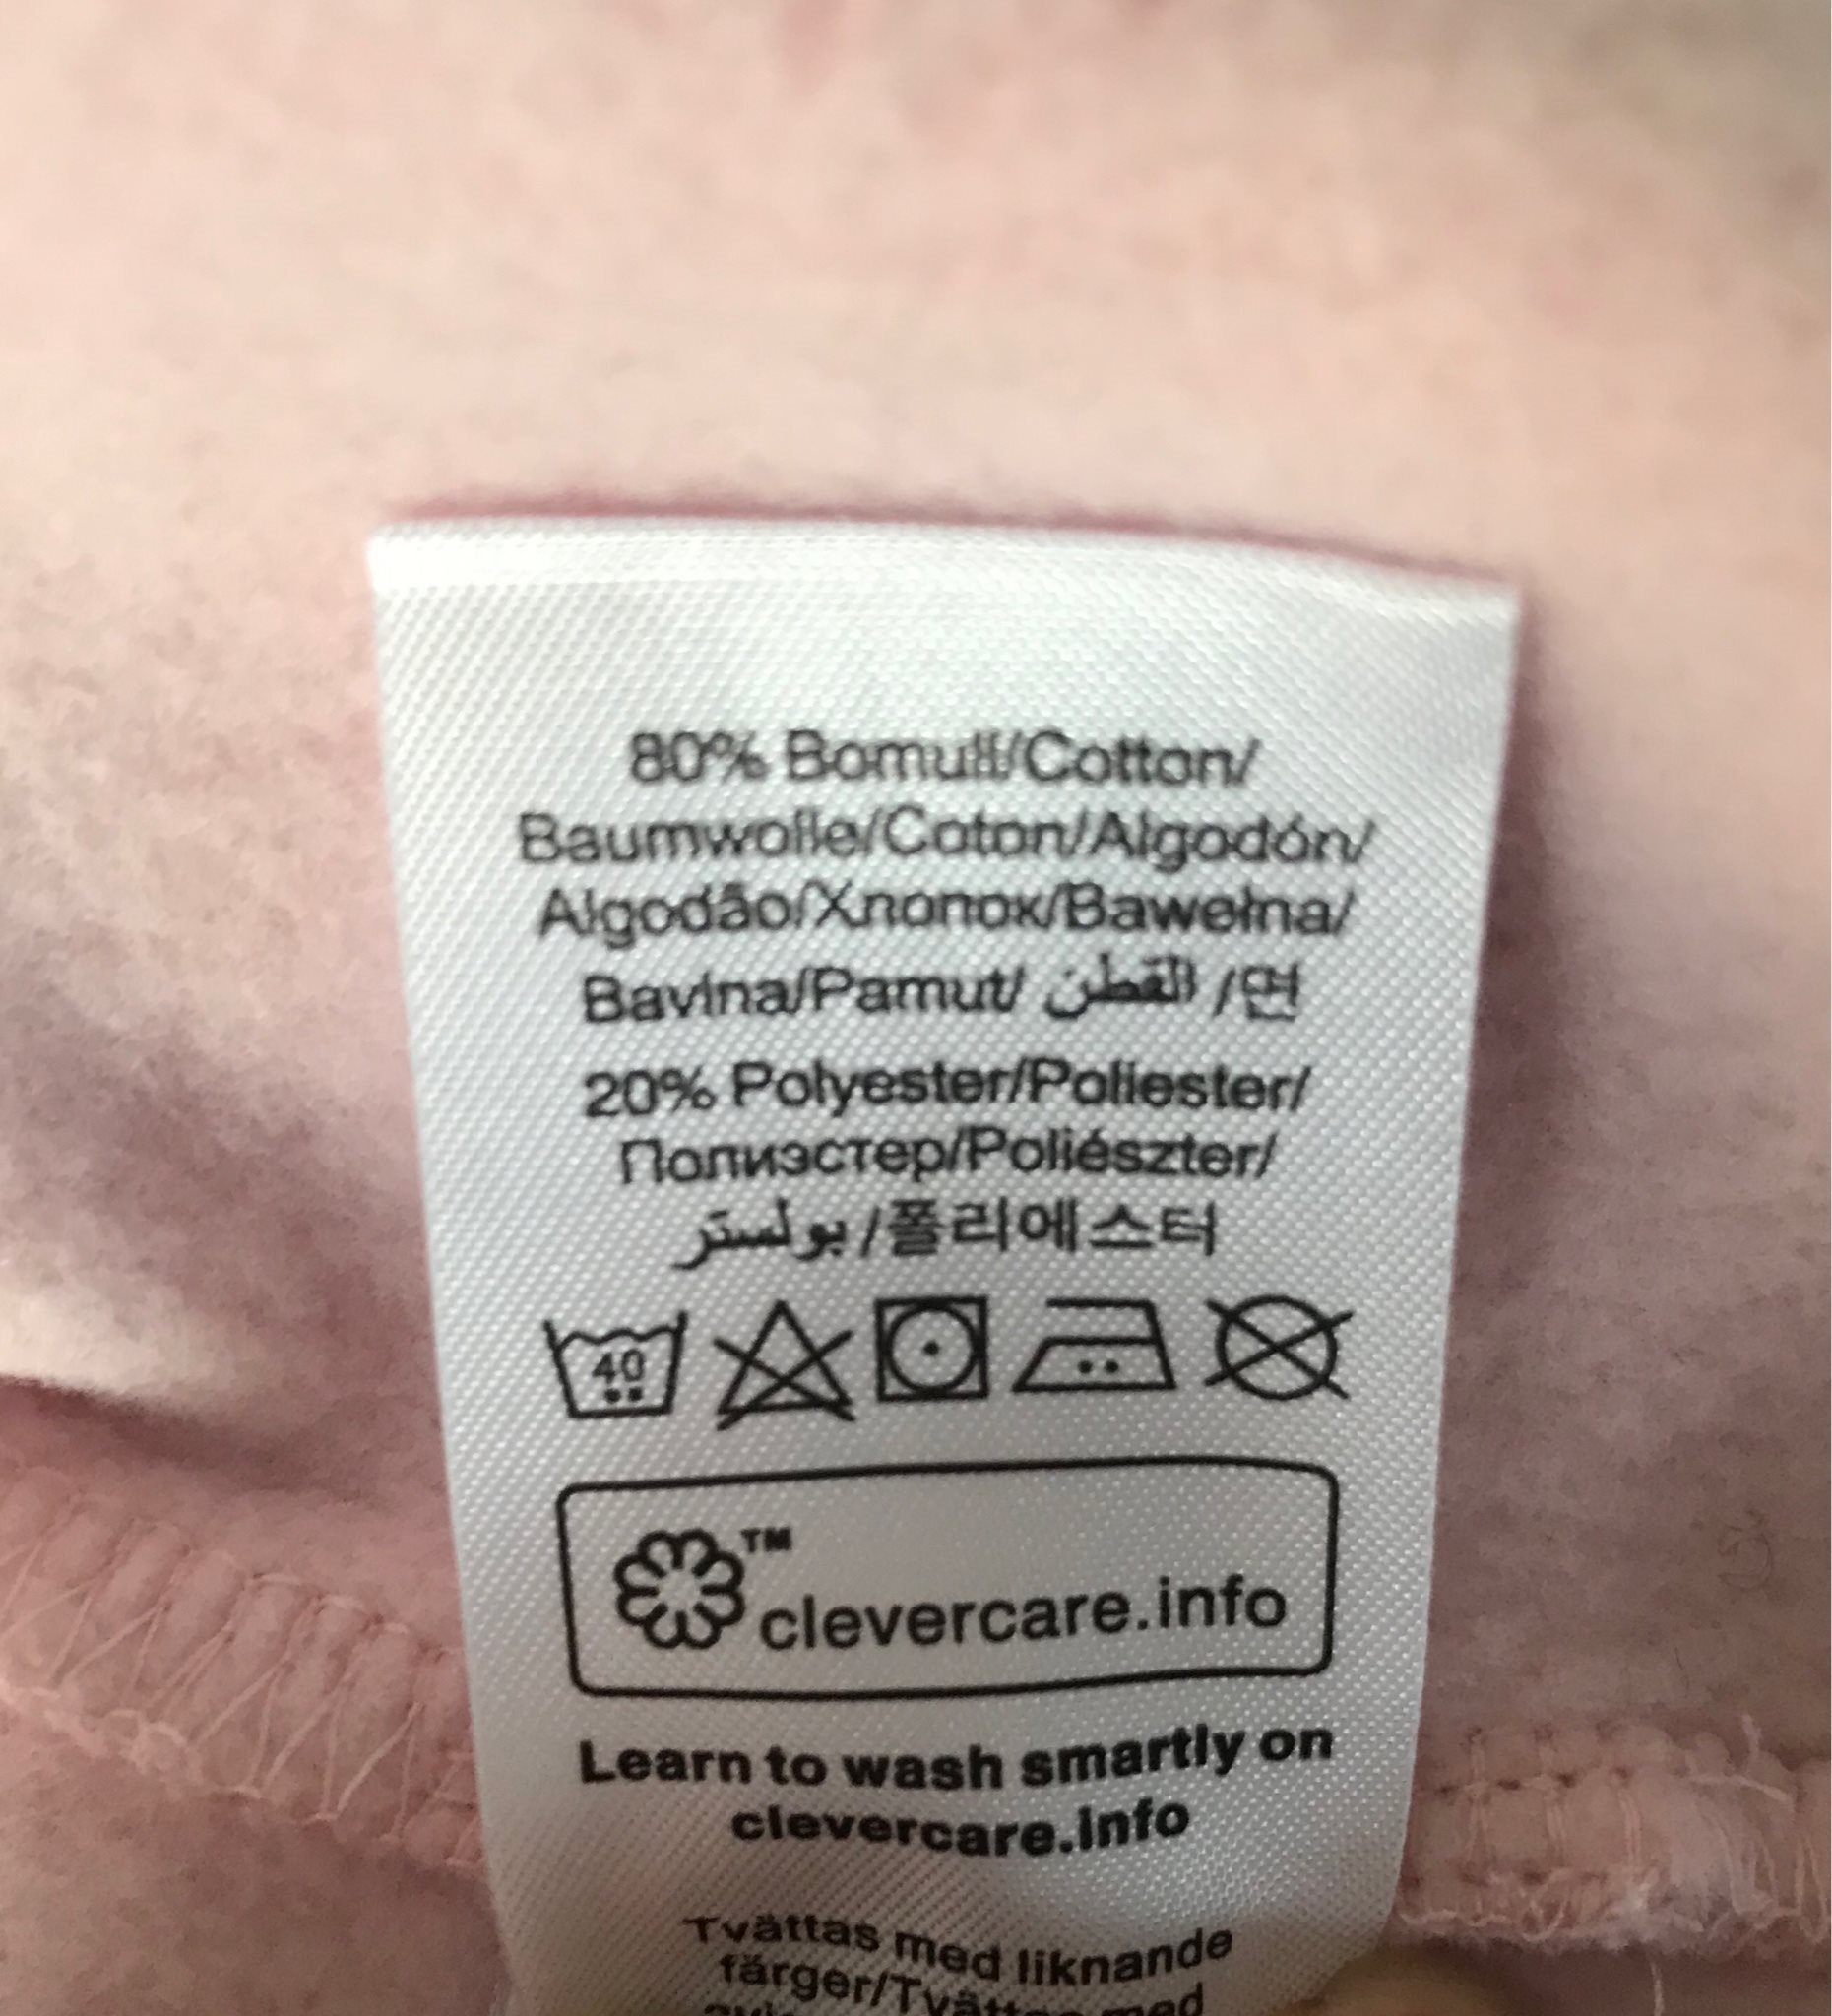 80% Bomull/Cotton/
Baumwolle/Coton/Algodón/
Algodão/Хлопок/Bawełna/
Bavlna/Pamut/ القطن /면
20% Polyester/Poliester/
Полиэстер/Poliészter/
بولستر /폴리에스터
40
TM
clevercare.info
Learn to wash smartly on
clevercare.info
Tvättas med liknande
färger/Tvättas med